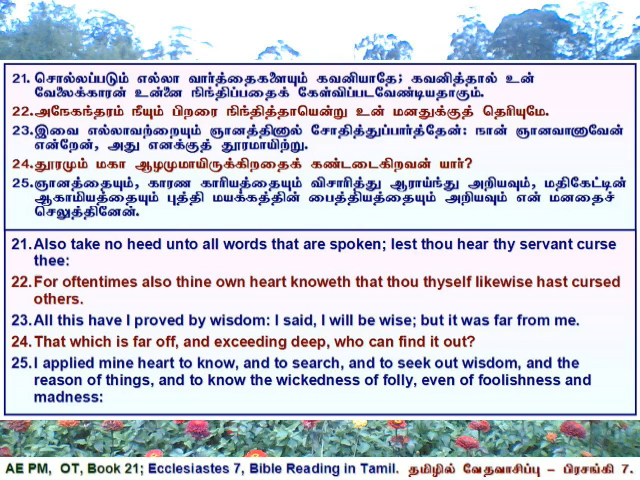 21. சொல்லப்படும் எல்லா வார்த்தைகளையும் கவனியாதே; கவனித்தால் உன்
வேலைக்காரன் உன்னை நிந்திப்பதைக் கேள்விப்படவேண்டியதாகும்.
22.அநேகந்தரம் நீயும் பிறரை நிந்தித்தாயென்று உன் மனதுக்குத் தெரியுமே.
23.இவை எல்லாவற்றையும் ஞானத்தினால் சோதித்துப்பார்த்தேன்: நான் ஞானவானாவேன்
என்றேன், அது எனக்குத் தூரமாயிற்று.
24.தூரமும் மகா ஆழமுமாயிருக்கிறதைக் கண்டடைகிறவன் யார்?
25.ஞானத்தையும், காரண காரியத்தையும் விசாரித்து ஆராய்ந்து அறியவும், மதிகேட்டின்
ஆகாமியத்தையும் புத்தி மயக்கத்தின் பைத்தியத்தையும் அறியவும் என் மனதைச்
செலுத்தினேன்.
21.Also take no heed unto all words that are spoken; lest thou hear thy servant curse
thee:
22.For oftentimes also thine own heart knoweth that thou thyself likewise hast cursed
others.
23.All this have I proved by wisdom: I said, I will be wise; but it was far from me.
24.That which is far off, and exceeding deep, who can find it out?
25.I applied mine heart to know, and to search, and to seek out wisdom, and the
reason of things, and to know the wickedness of folly, even of foolishness and
madness:
AE PM, OT, Book 21; Ecclesiastes 7, Bible Reading in Tamil. தமிழில் வேதவாசிப்பு – பிரசங்கி 7.